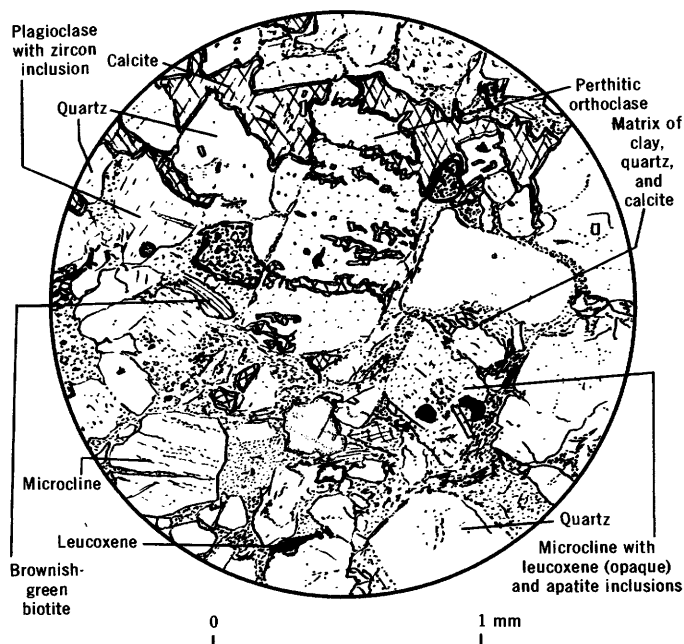 Plagioclase
with zircon
inclusion
Calcite
Quartz
Perthitic
orthoclase
Matrix of
clay,
quartz,
and
calcite
Microcline
Leucoxene
Brownish-
green
biotite
Quartz
Microcline with
leucoxene (opaque)
and apatite inclusions
0
1 mm